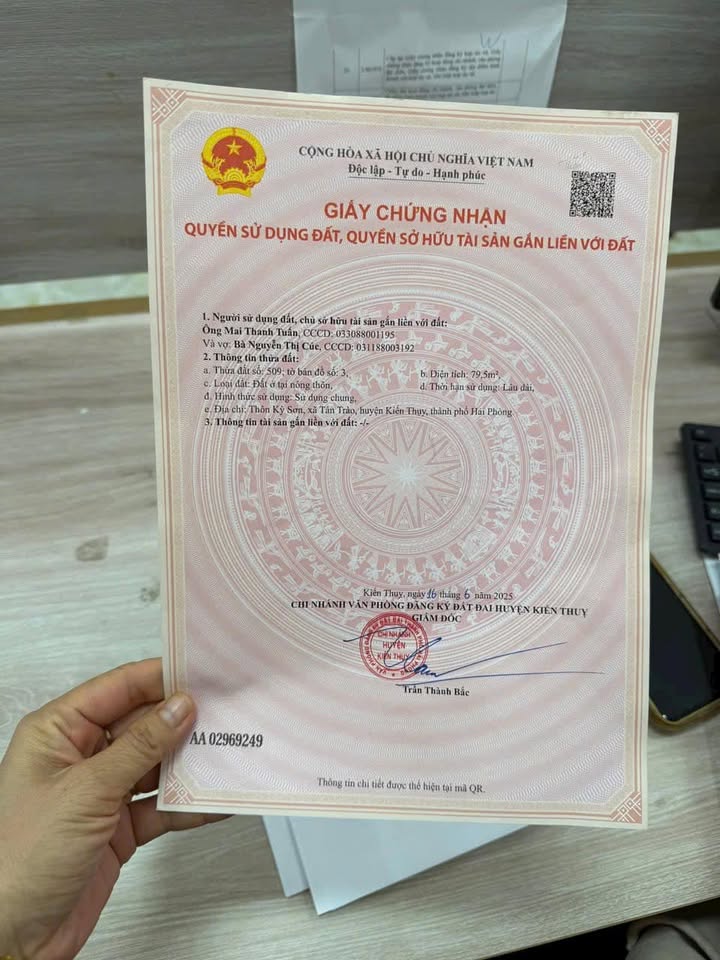 CỘNG HÒA XÃ HỘI CHỦ NGHĨA VIỆT NAM
Độc lập - Tự do - Hạnh phúc
GIẤY CHỨNG NHẬN
QUYỀN SỬ DỤNG ĐẤT, QUYỀN SỞ HỮU TÀI SẢN GẮN LIỀN VỚI ĐẤT
1. Người sử dụng đất, chủ sở hữu tài sản gắn liền với đất:
Ông Mai Thanh Tuấn, CCCD: 033088001195
Và vợ: Bà Nguyễn Thị Cúc, CCCD: 031188003192
2. Thông tin thửa đất:
a. Thửa đất số: 509; tờ bản đồ số: 3, b. Diện tích: 79,5m²,
c. Loại đất: Đất ở tại nông thôn, d. Thời hạn sử dụng: Lâu dài,
đ. Hình thức sử dụng: Sử dụng chung,
e. Địa chỉ: Thôn Kỳ Sơn, xã Tân Trào, huyện Kiến Thụy, thành phố Hải Phòng
3. Thông tin tài sản gắn liền với đất: -/-
Kiến Thụy, ngày 16 tháng 6 năm 2025
CHI NHÁNH VĂN PHÒNG ĐĂNG KÝ ĐẤT ĐAI HUYỆN KIẾN THỤY
GIÁM ĐỐC
CHI NHÁNH
HUYỆN
KIẾN THỤY
Trần Thành Bắc
AA 02969249
Thông tin chi tiết được thể hiện tại mã QR.